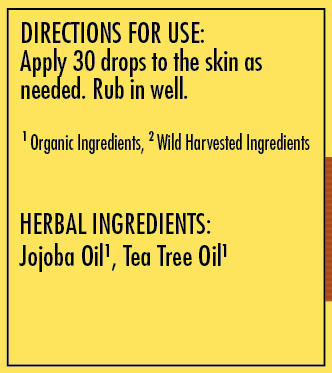 DIRECTIONS FOR USE:
Apply 30 drops to the skin as
needed. Rub in well.
¹ Organic Ingredients, ² Wild Harvested Ingredients
HERBAL INGREDIENTS:
Jojoba Oil¹, Tea Tree Oil¹